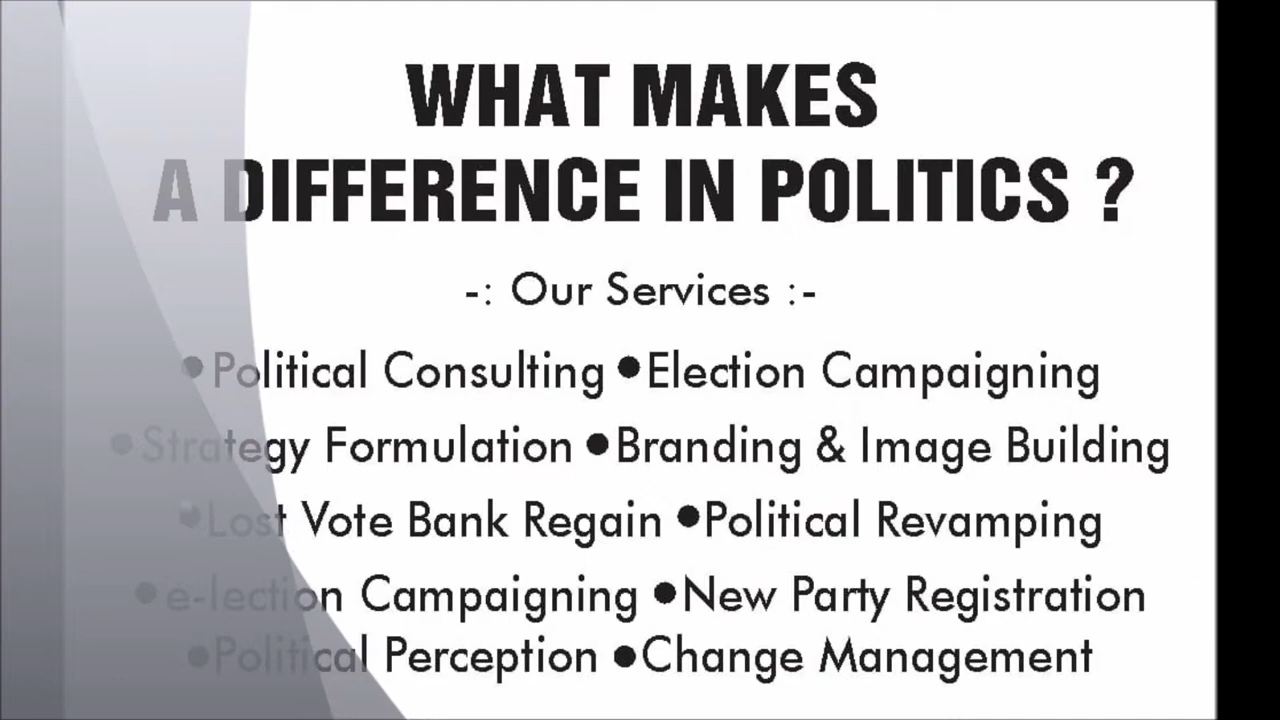 WHAT MAKES
A DIFFERENCE IN POLITICS ?
-: Our Services :-
•Political Consulting •Election Campaigning
•Strategy Formulation •Branding & Image Building
•Lost Vote Bank Regain •Political Revamping
•e-lection Campaigning •New Party Registration
•Political Perception •Change Management